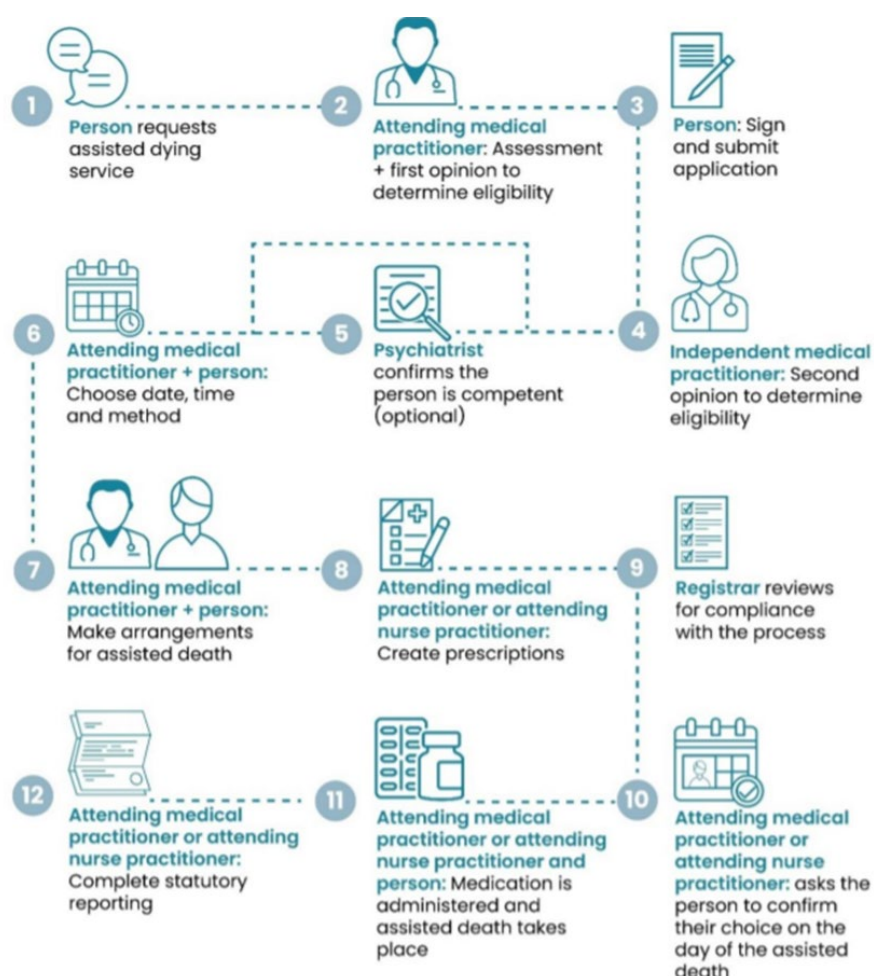 1
Person requests
assisted dying
service
2
Attending medical
practitioner: Assessment
+ first opinion to
determine eligibility
3
Person: Sign
and submit
application
4
Independent medical
practitioner: Second
opinion to determine
eligibility
5
Psychiatrist
confirms the
person is competent
(optional)
6
Attending medical
practitioner + person:
Choose date, time
and method
7
Attending medical
practitioner + person:
Make arrangements
for assisted death
8
Attending medical
practitioner or attending
nurse practitioner:
Create prescriptions
9
Registrar reviews
for compliance
with the process
10
Attending medical
practitioner or
attending nurse
practitioner: asks the
person to confirm
their choice on the
day of the assisted
death
11
Attending medical
practitioner or attending
nurse practitioner and
person: Medication is
administered and
assisted death takes
place
12
Attending medical
practitioner or attending
nurse practitioner:
Complete statutory
reporting